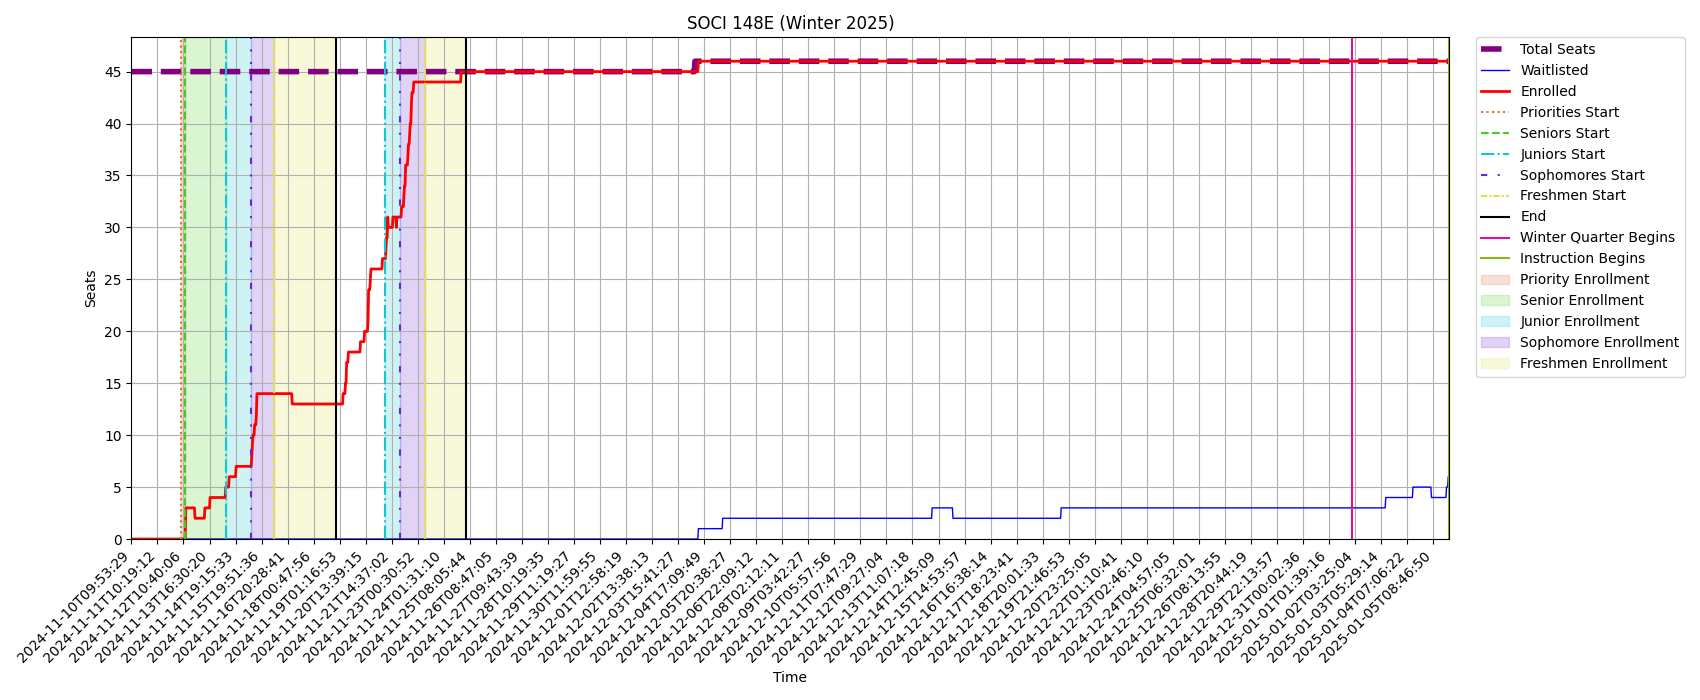 SOCI 148E (Winter 2025)
Seats
45
40
35
30
25
20
15
10
5
0
2024-11-10T09:53:29
2024-11-11T10:19:12
2024-11-12T10:40:06
2024-11-13T16:30:20
2024-11-14T19:15:33
2024-11-15T19:51:36
2024-11-16T20:28:41
2024-11-18T00:47:56
2024-11-19T01:16:53
2024-11-20T13:39:15
2024-11-21T14:37:02
2024-11-23T00:30:52
2024-11-24T01:31:10
2024-11-25T08:05:44
2024-11-26T08:47:05
2024-11-27T09:43:39
2024-11-28T10:19:35
2024-11-29T11:19:27
2024-11-30T11:59:55
2024-12-01T12:58:19
2024-12-02T13:38:13
2024-12-03T15:41:27
2024-12-04T17:09:49
2024-12-05T20:38:27
2024-12-06T22:09:12
2024-12-08T02:12:11
2024-12-09T03:42:27
2024-12-10T05:57:56
2024-12-11T07:47:29
2024-12-12T09:27:04
2024-12-13T11:07:18
2024-12-14T12:45:09
2024-12-15T14:53:57
2024-12-16T16:38:14
2024-12-17T18:23:41
2024-12-18T20:01:33
2024-12-19T21:46:53
2024-12-20T23:25:05
2024-12-22T01:10:41
2024-12-23T02:46:10
2024-12-24T04:57:05
2024-12-25T06:32:01
2024-12-26T08:13:55
2024-12-28T20:44:19
2024-12-29T22:13:57
2024-12-31T00:02:36
2025-01-01T01:39:16
2025-01-02T03:25:04
2025-01-03T05:29:14
2025-01-04T07:06:22
2025-01-05T08:46:50
Time
Total Seats
Waitlisted
Enrolled
Priorities Start
Seniors Start
Juniors Start
Sophomores Start
Freshmen Start
End
Winter Quarter Begins
Instruction Begins
Priority Enrollment
Senior Enrollment
Junior Enrollment
Sophomore Enrollment
Freshmen Enrollment